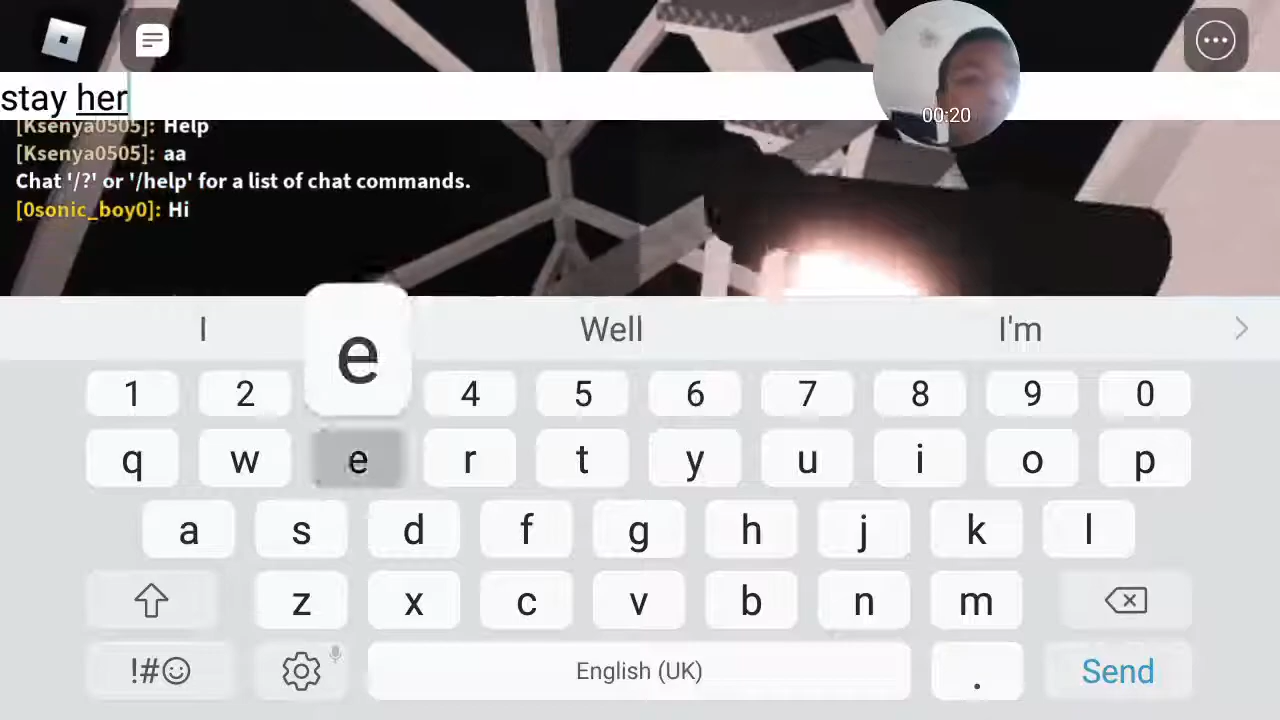 stay her
00:20
[Ksenya0505]: Help
[Ksenya0505]: aa
Chat '/?' or '/help' for a list of chat commands.
[0sonic_boy0]: Hi
I Well I'm
e
1 2 4 5 6 7 8 9 0
q w e r t y u i o p
a s d f g h j k l
z x c v b n m
!#☺ English (UK) . Send